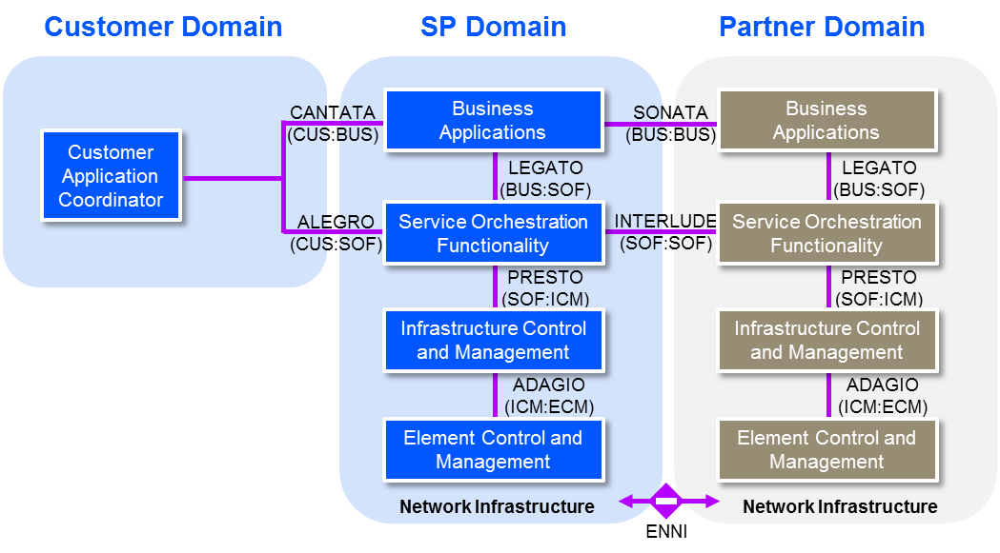 Customer Domain
SP Domain
Partner Domain
Customer
Application
Coordinator
CANTATA
(CUS:BUS)
ALEGRO
(CUS:SOF)
Business
Applications
LEGATO
(BUS:SOF)
Service Orchestration
Functionality
PRESTO
(SOF:ICM)
Infrastructure Control
and Management
ADAGIO
(ICM:ECM)
Element Control and
Management
Network Infrastructure
SONATA
(BUS:BUS)
INTERLUDE
(SOF:SOF)
ENNI
Business
Applications
LEGATO
(BUS:SOF)
Service Orchestration
Functionality
PRESTO
(SOF:ICM)
Infrastructure Control
and Management
ADAGIO
(ICM:ECM)
Element Control and
Management
Network Infrastructure